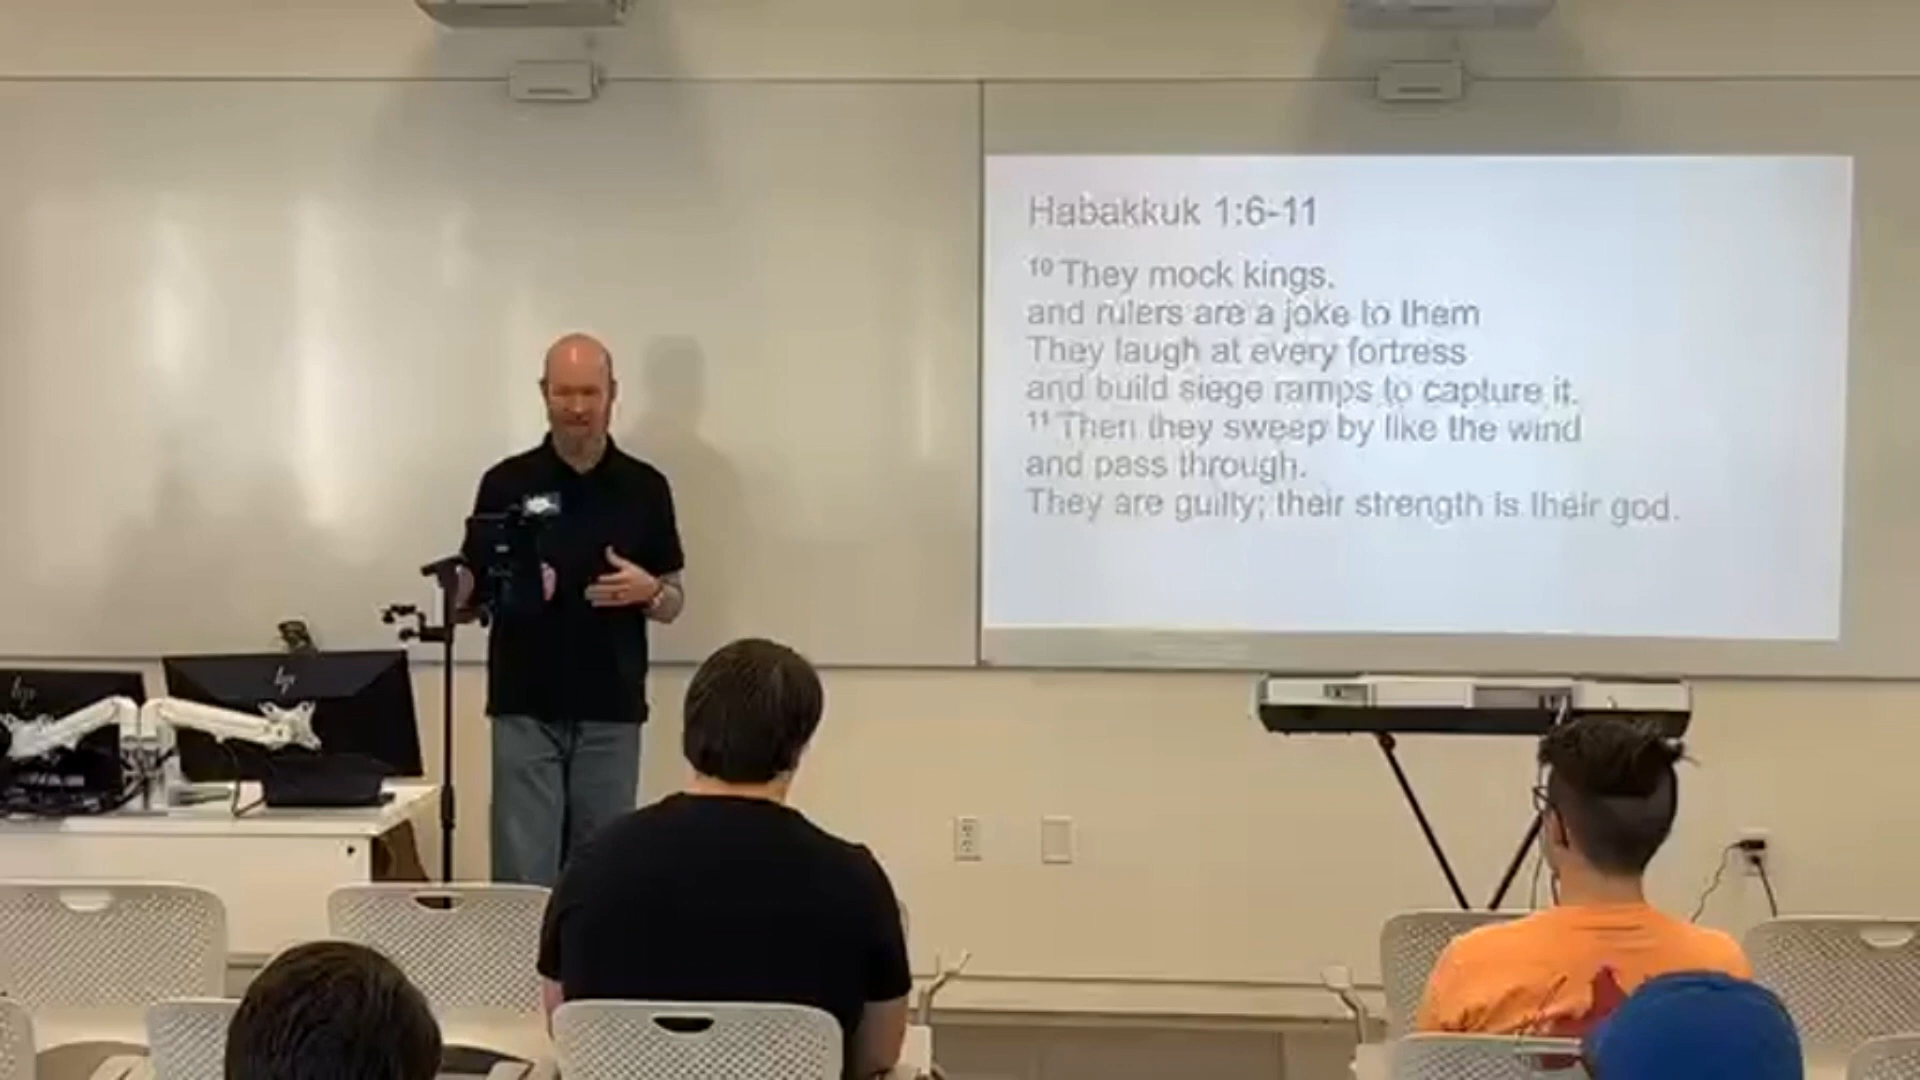 Habakkuk 1:6-11
10 They mock kings.
and rulers are a joke to them
They laugh at every fortress
and build siege ramps to capture it.
11 Then they sweep by like the wind
and pass through.
They are guilty; their strength is their god.
hp
hp